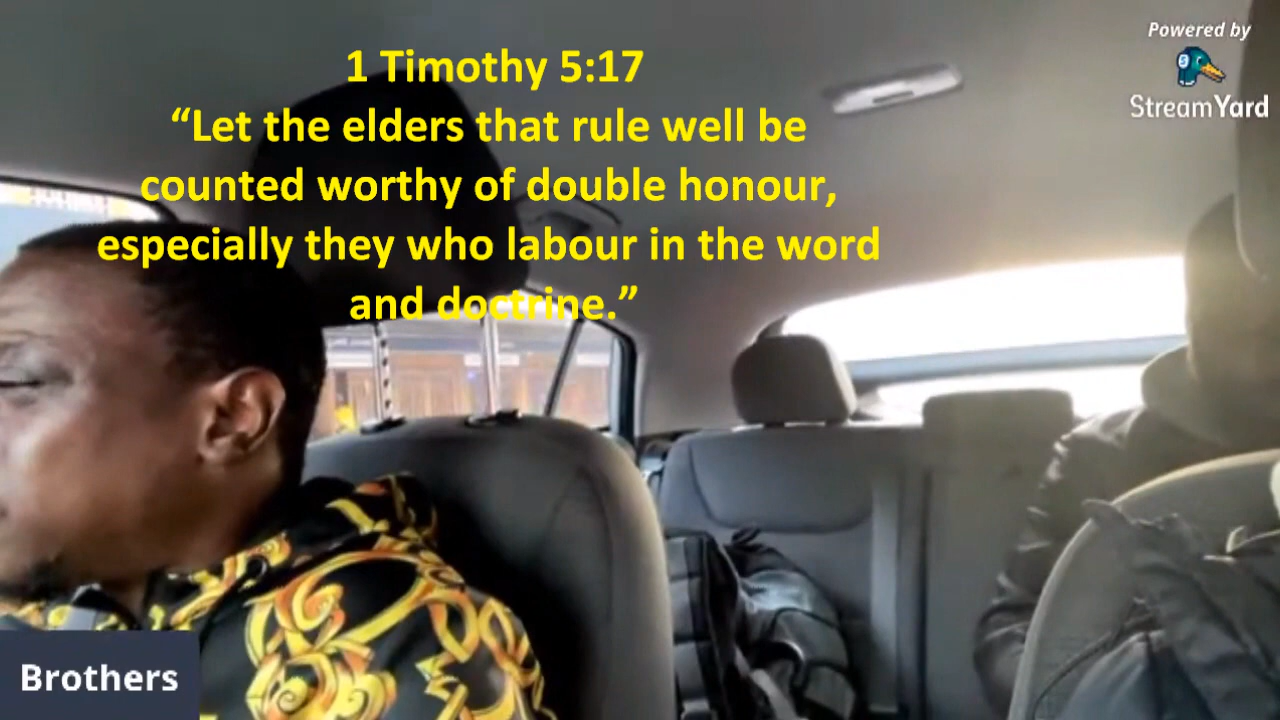 1 Timothy 5:17
“Let the elders that rule well be
counted worthy of double honour,
especially they who labour in the word
and doctrine.”
Powered by
StreamYard
Brothers